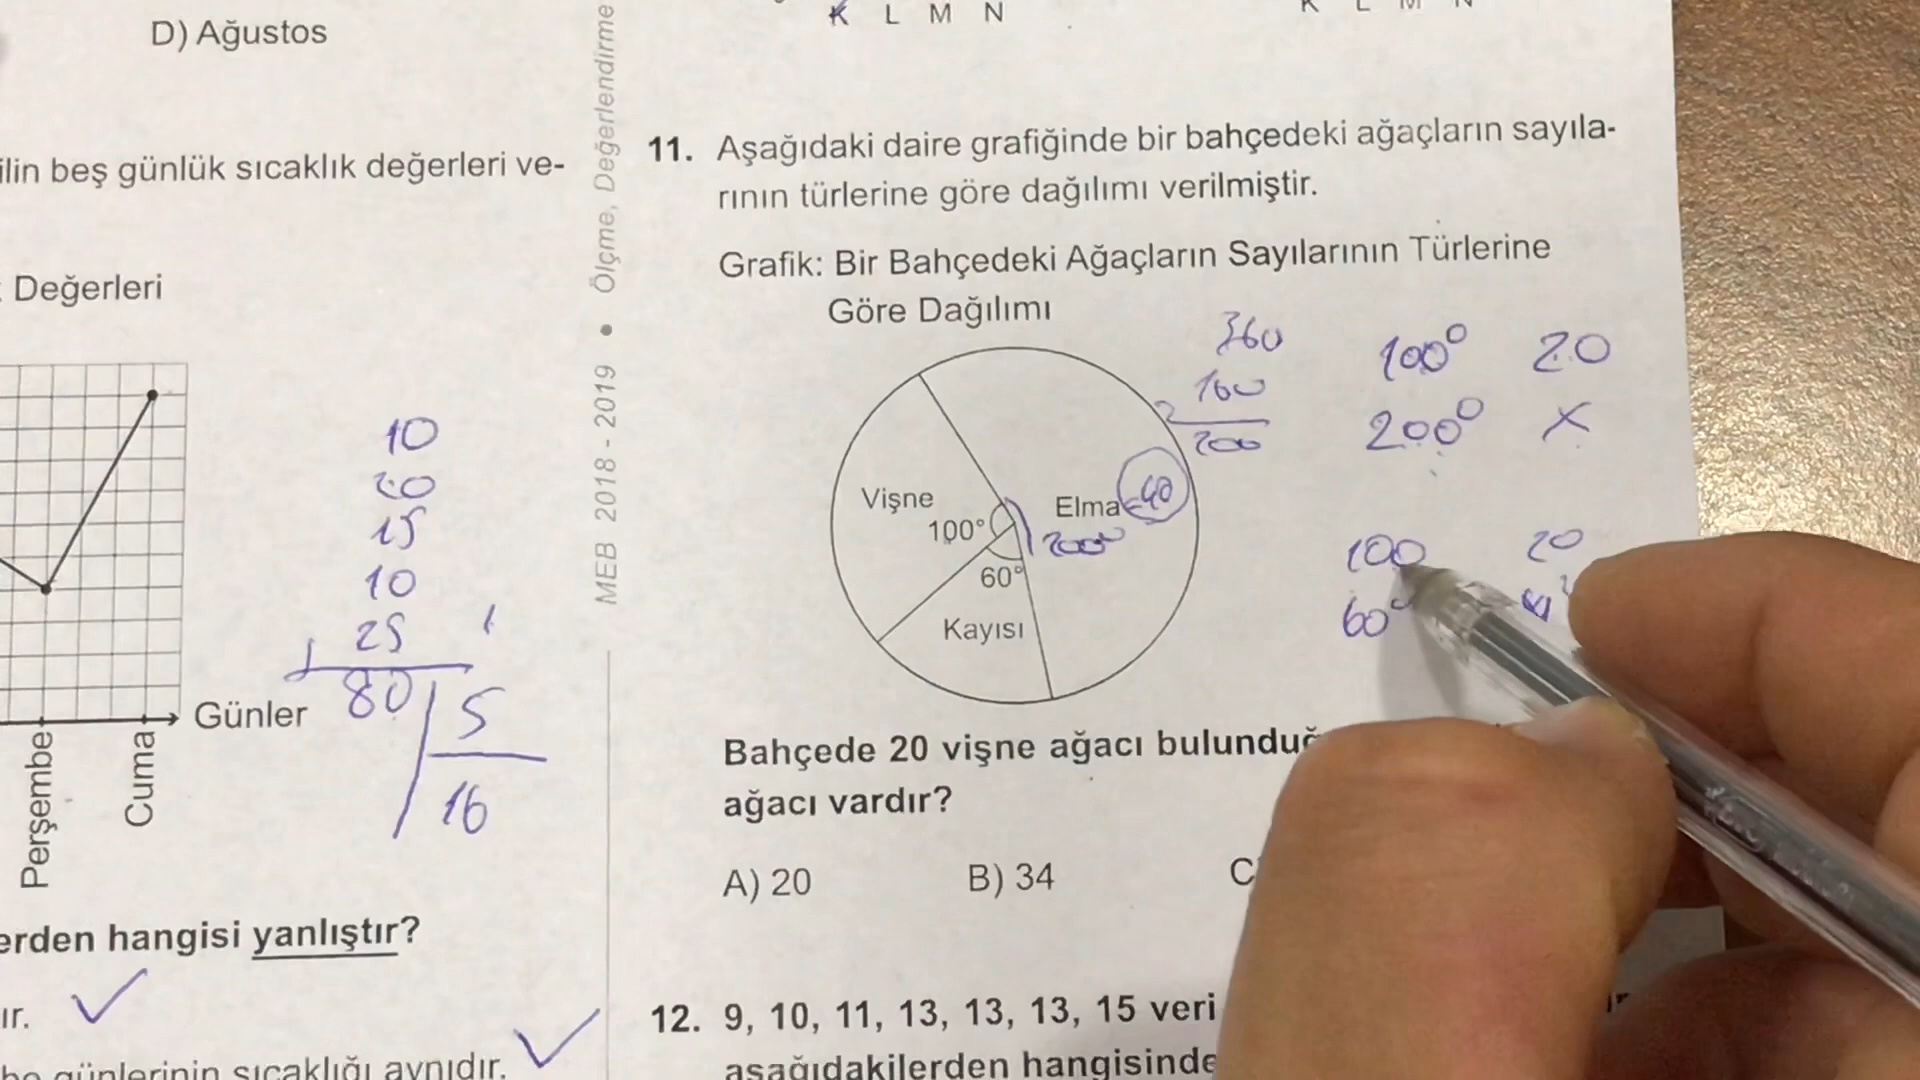 D) Ağustos
ilin beş günlük sıcaklık değerleri ve-
Değerleri
10
20
15
10
25
80
5
16
Günler
Perşembe
Cuma
erden hangisi yanlıştır?
ır.
günlerinin sıcaklığı aynıdır.
MEB 2018 - 2019 • Ölçme, Değerlendirme
K L M N
K L M N
11. Aşağıdaki daire grafiğinde bir bahçedeki ağaçların sayıla-
rının türlerine göre dağılımı verilmiştir.
Grafik: Bir Bahçedeki Ağaçların Sayılarının Türlerine
Göre Dağılımı
360
160
200
100° 20
200° x
Vişne
100°
Elma
40
200°
60°
Kayısı
100 20
60°
Bahçede 20 vişne ağacı bulunduğ
ağacı vardır?
A) 20 B) 34 C
12. 9, 10, 11, 13, 13, 13, 15 veri
aşağıdakilerden hangisinde